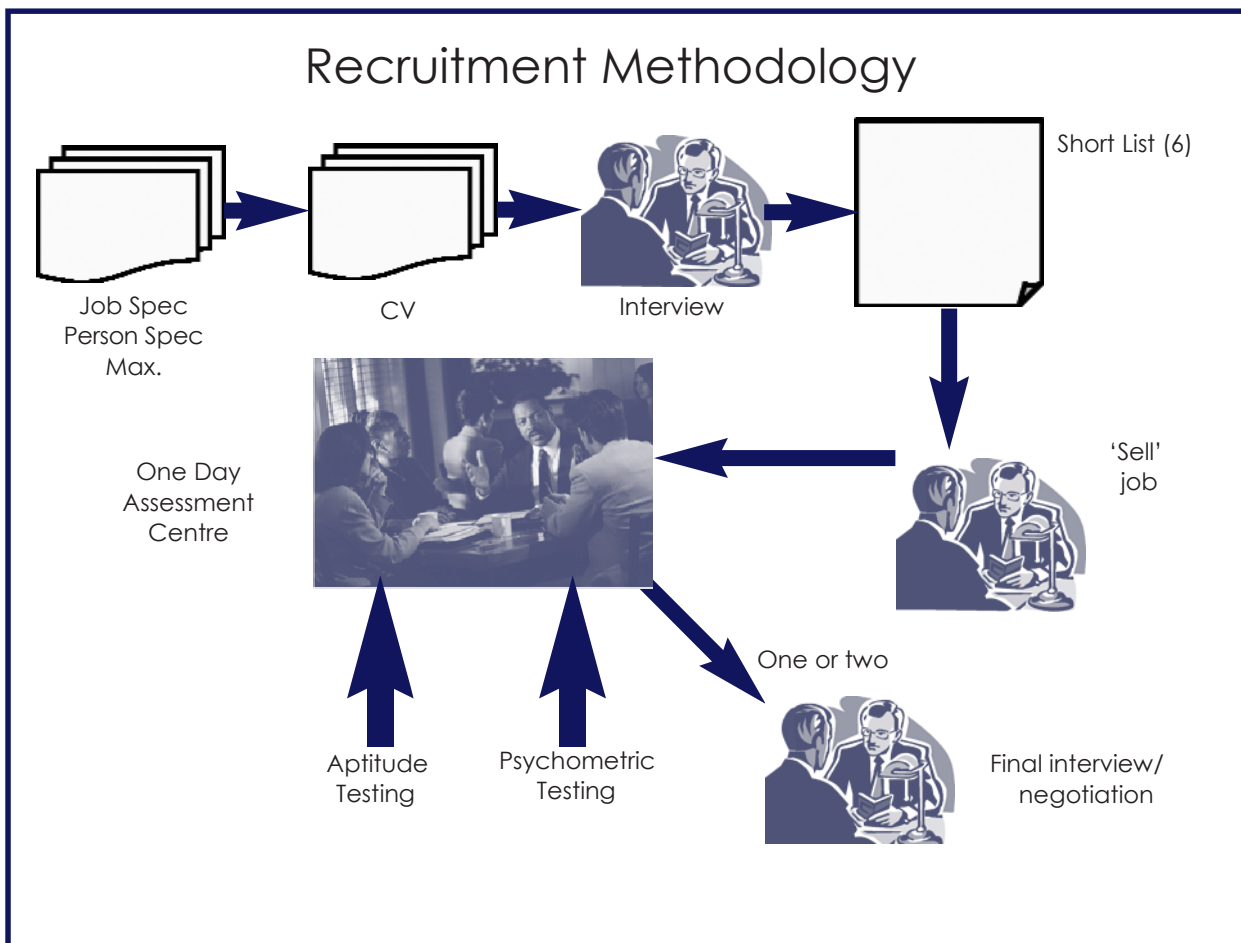 Recruitment Methodology
Short List (6)
Job Spec
Person Spec
Max.
CV
Interview
One Day
Assessment
Centre
‘Sell’
job
One or two
Aptitude
Testing
Psychometric
Testing
Final interview/
negotiation